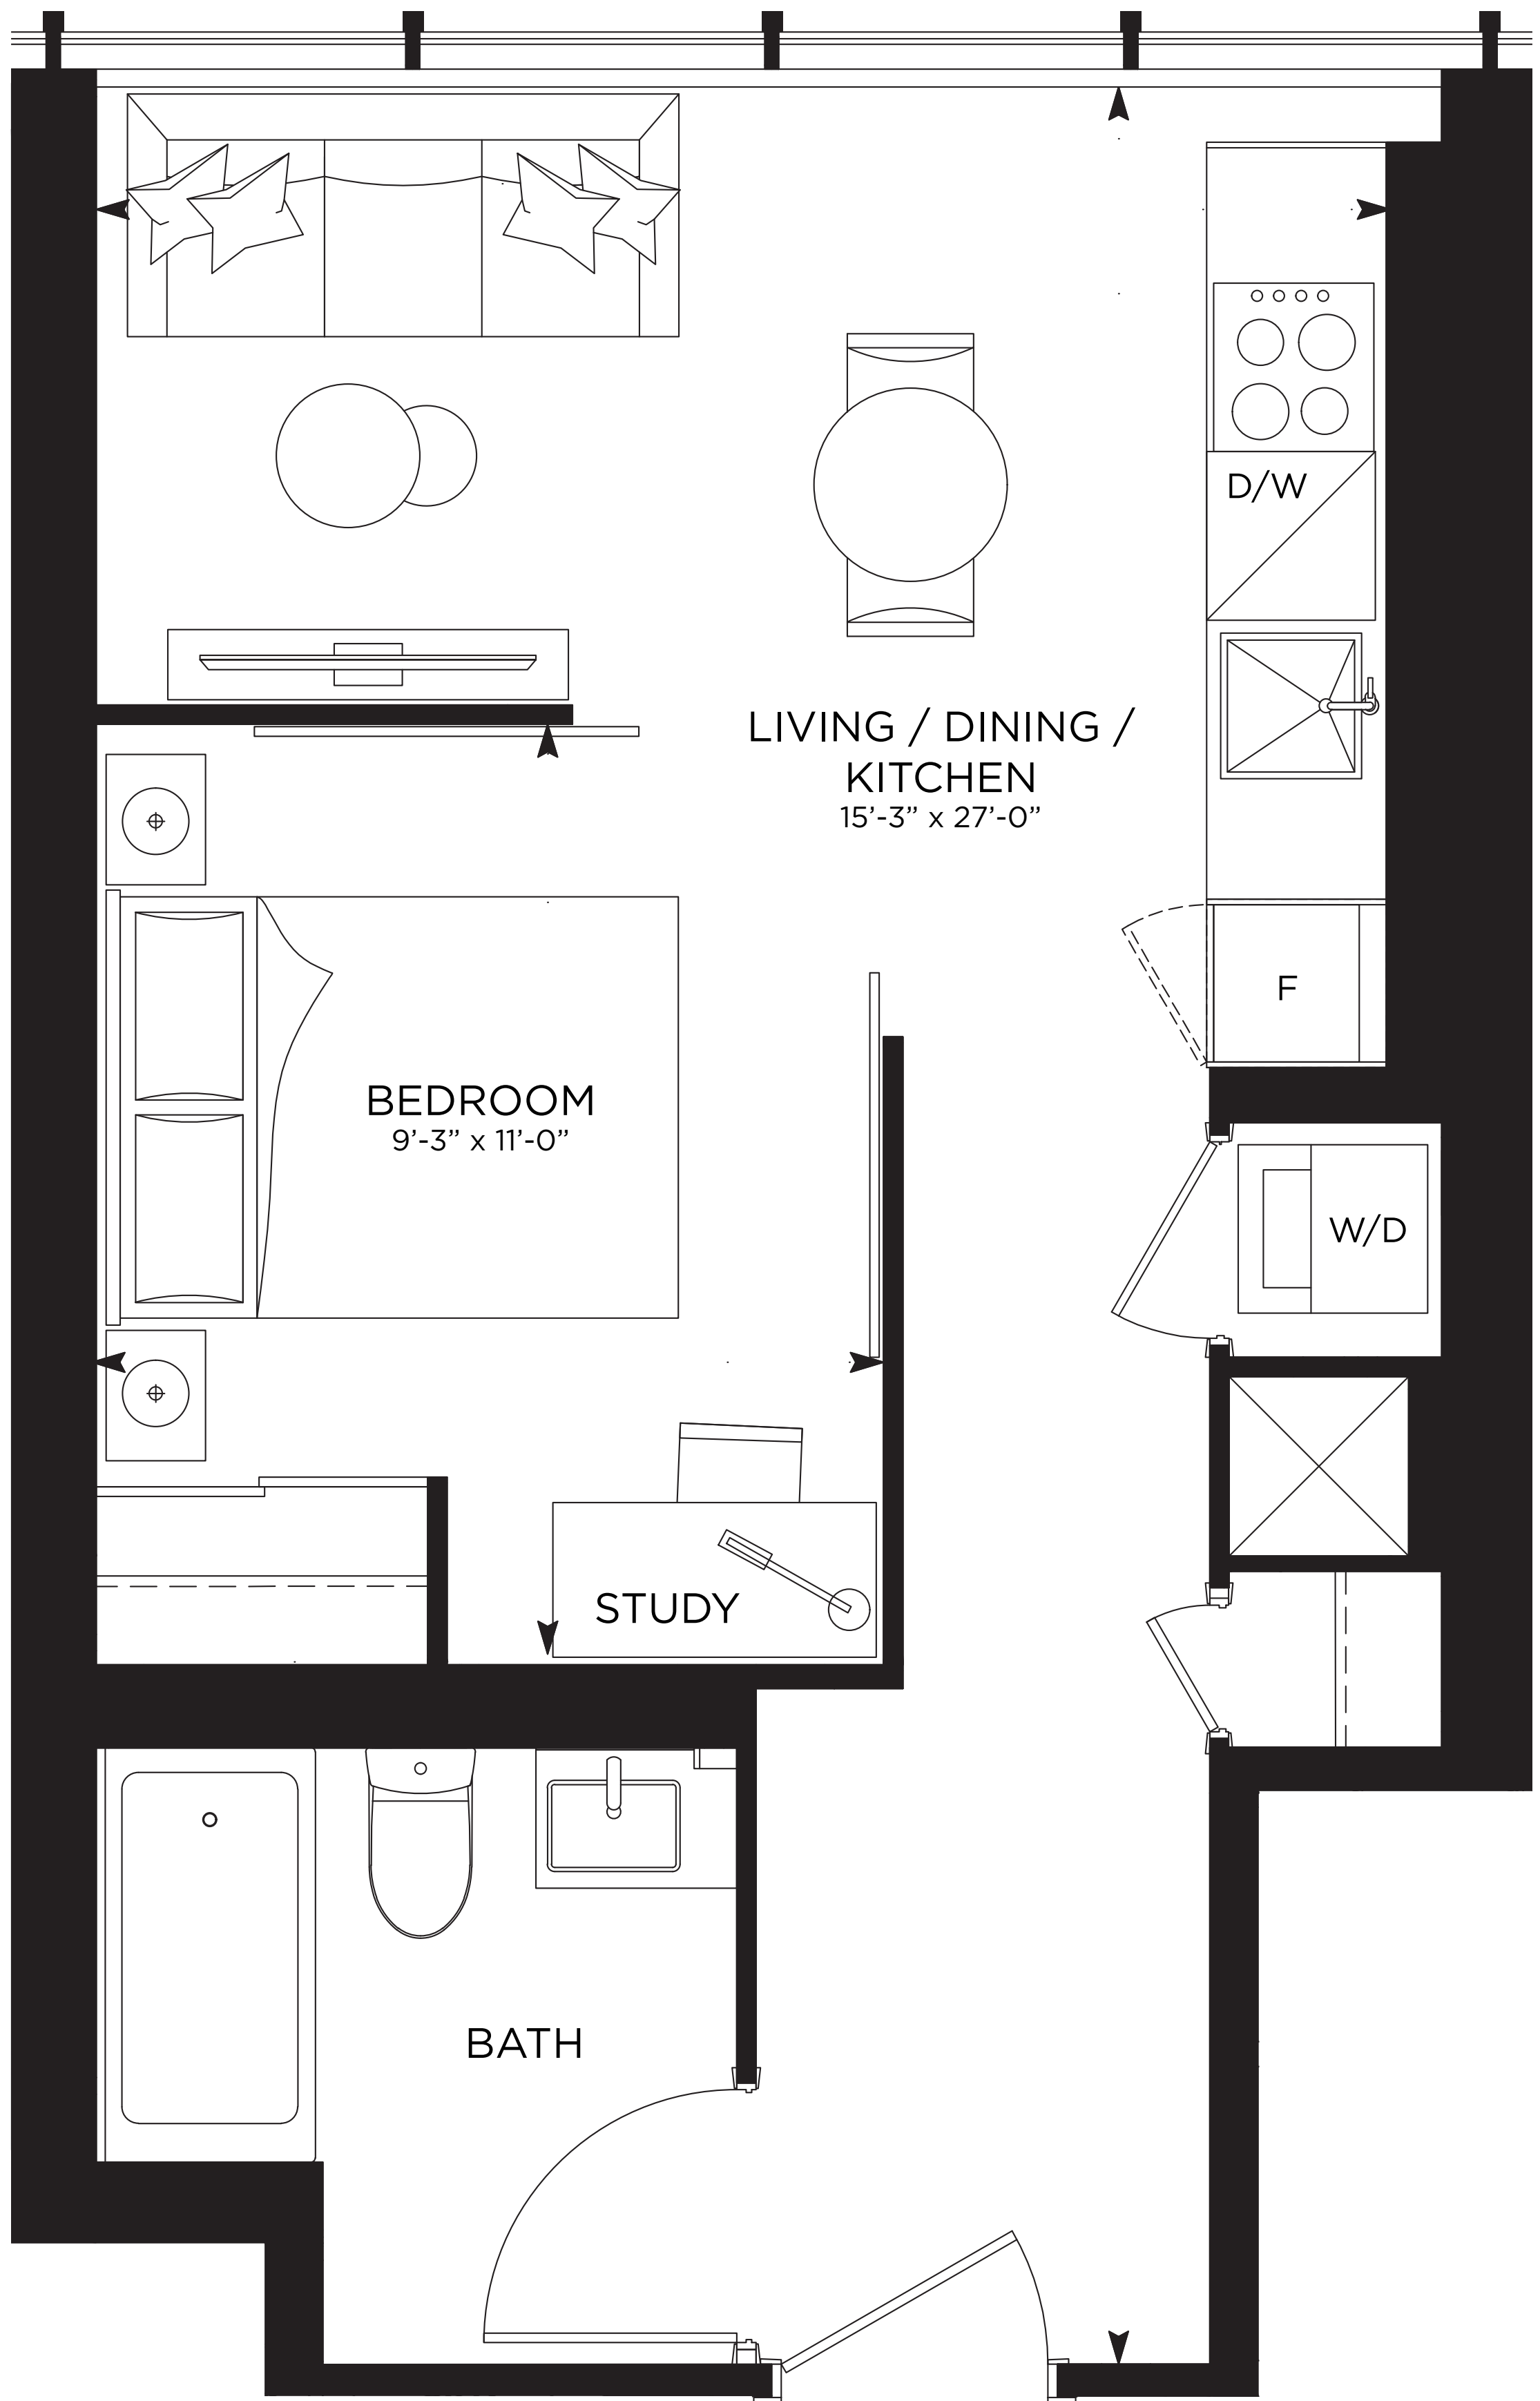 D/W
LIVING / DINING /
KITCHEN
15’-3” x 27’-0”
F
BEDROOM
9’-3” x 11’-0”
W/D
STUDY
BATH